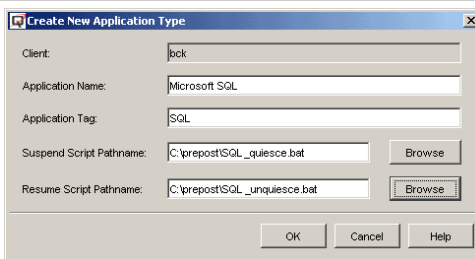 Create New Application Type
Client: bck
Application Name: Microsoft SQL
Application Tag: SQL
Suspend Script Pathname: C:\prepost\SQL_quiesce.bat Browse
Resume Script Pathname: C:\prepost\SQL_unquiesce.bat Browse
OK Cancel Help